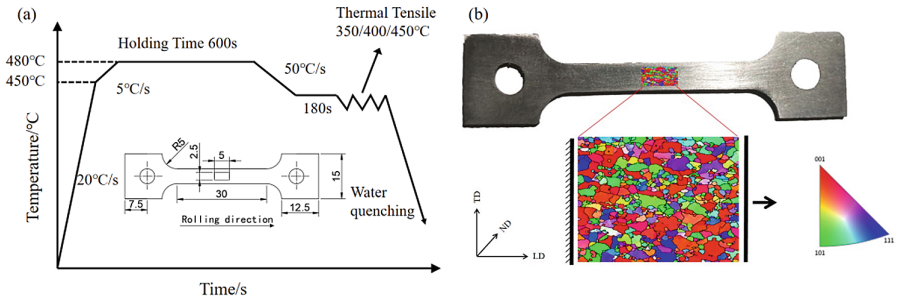 (a)
Thermal Tensile
350/400/450℃
Holding Time 600s
480℃
450℃
5℃/s
50℃/s
180s
20℃/s
R5
2.5
5
30
15
7.5
12.5
Rolling direction
Water
quenching
Temperature/℃
Time/s
(b)
TD
ND
LD
001
101
111